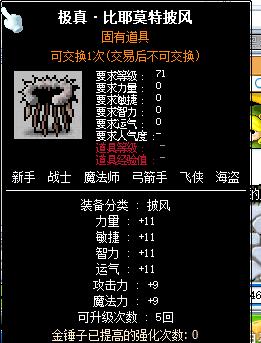 极真·比耶莫特披风
固有道具
可交换1次(交易后不可交换)
要求等级 : 71
要求力量 : 0
要求敏捷 : 0
要求智力 : 0
要求运气 : 0
要求人气度 : -
道具等级 : -
道具经验值 : -
新手 战士 魔法师 弓箭手 飞侠 海盗
装备分类 : 披风
力量 : +11
敏捷 : +11
智力 : +11
运气 : +11
攻击力 : +9
魔法力 : +9
可升级次数 : 5回
金锤子已提高的强化次数: 0
46